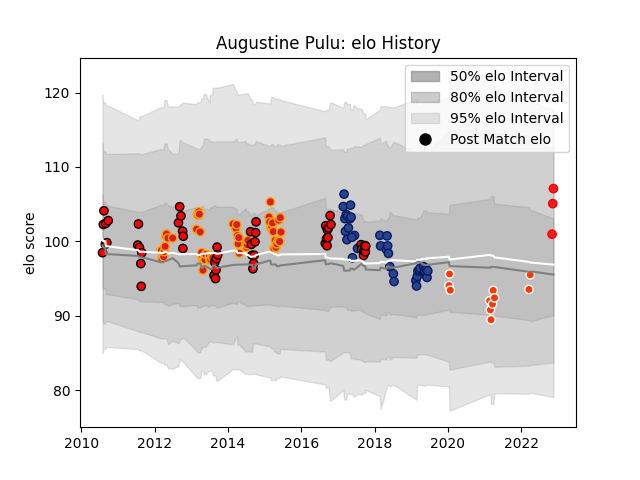 Augustine Pulu: elo History
50% elo Interval
80% elo Interval
95% elo Interval
Post Match elo
elo score
120
110
100
90
80
2010
2012
2014
2016
2018
2020
2022